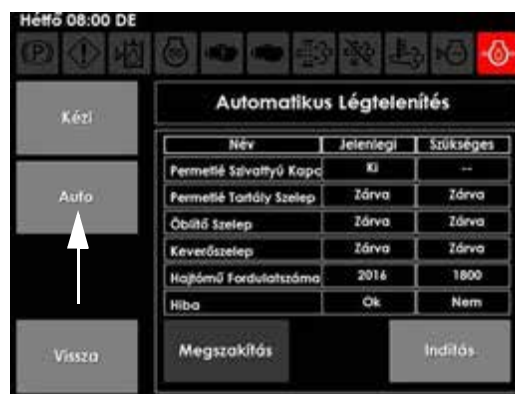 Hétfő 08:00 DE
Kézi
Auto
Vissza
Automatikus Légtelenítés
Név Jelenlegi Szükséges
Permetlé Szivattyú Kapc Ki --
Permetlé Tartály Szelep Zárva Zárva
Öblítő Szelep Zárva Zárva
Keverőszelep Zárva Zárva
Hajtómű Fordulatszáma 2016 1800
Hiba Ok Nem
Megszakítás Indítás